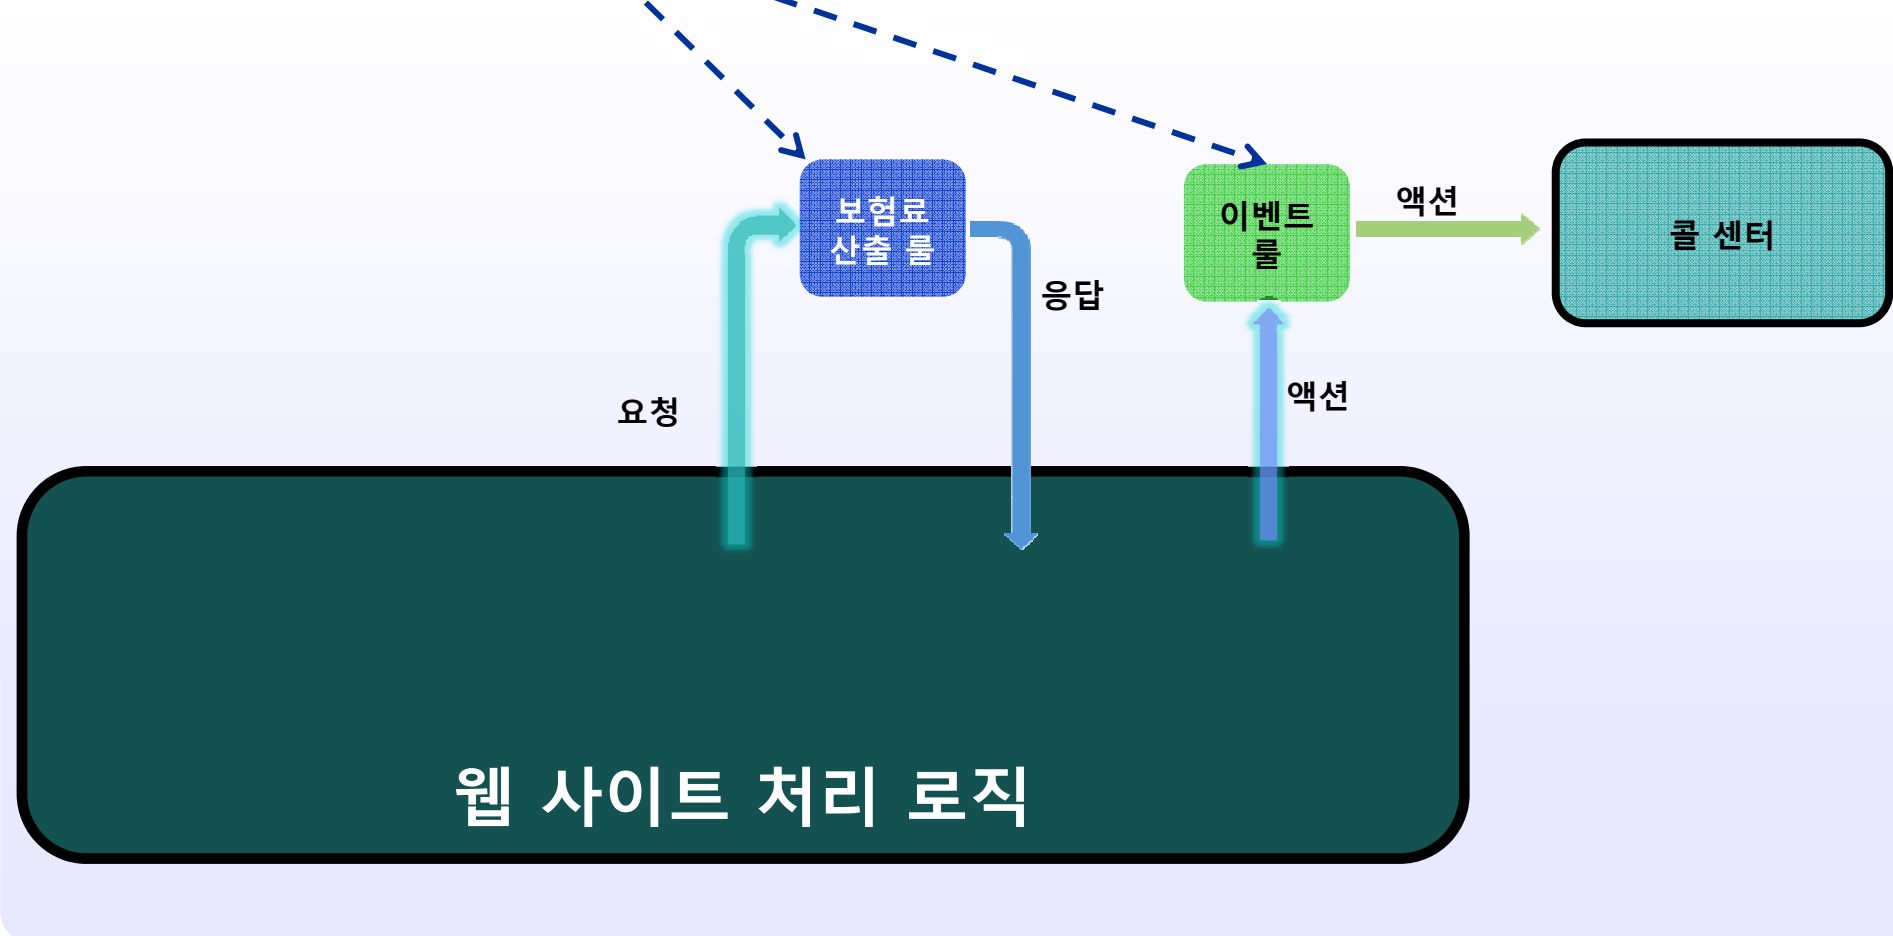 보험료
산출 룰
이벤트
룰
액션
콜 센터
응답
요청
액션
웹 사이트 처리 로직